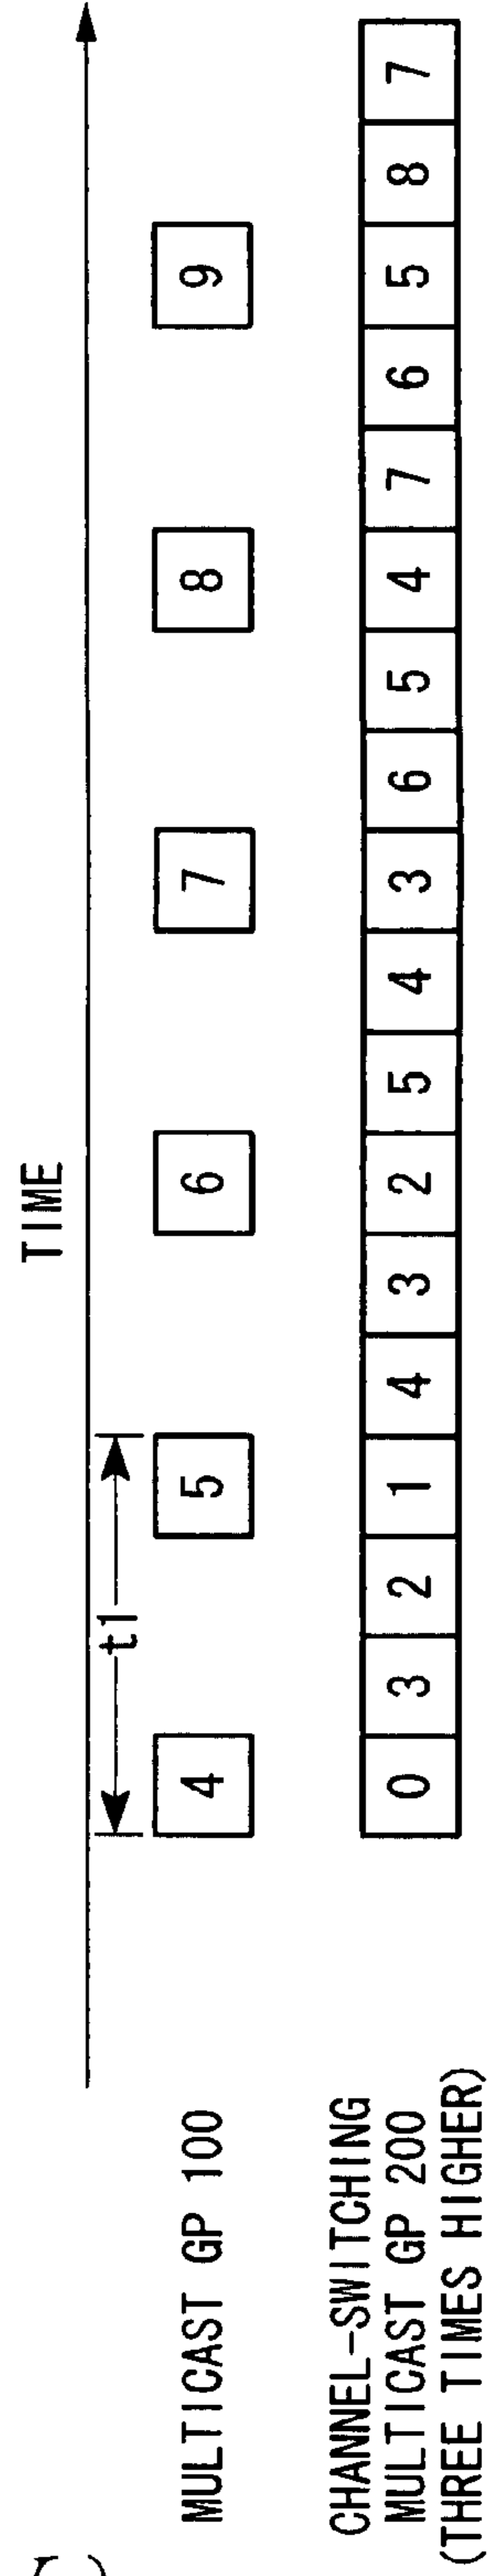 TIME
t1
MULTICAST GP 100
4 5 6 7 8 9
CHANNEL-SWITCHING
MULTICAST GP 200
(THREE TIMES HIGHER)
0 3 2 1 4 3 2 5 4 3 6 5 4 7 6 5 8 7